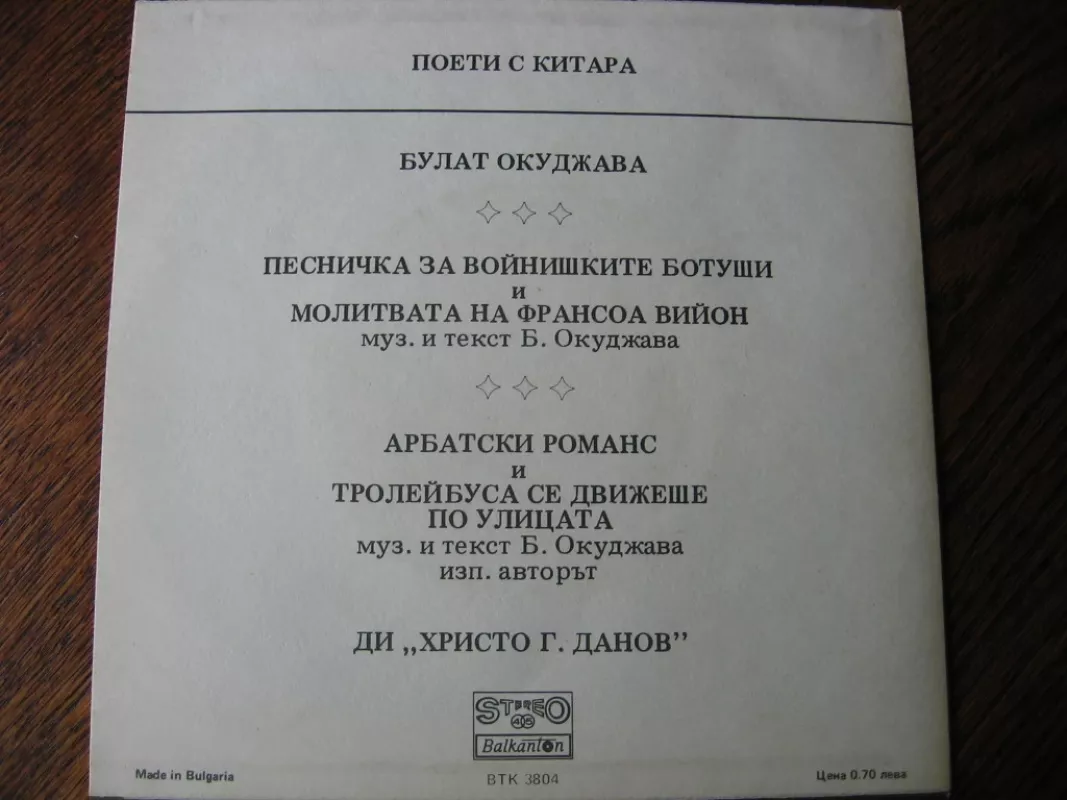 ПОЕТИ С КИТАРА
БУЛАТ ОКУДЖАВА
ПЕСНИЧКА ЗА ВОЙНИШКИТЕ БОТУШИ
и
МОЛИТВАТА НА ФРАНСОА ВИЙОН
муз. и текст Б. Окуджава
АРБАТСКИ РОМАНС
и
ТРОЛЕЙБУСА СЕ ДВИЖЕШЕ
ПО УЛИЦАТА
муз. и текст Б. Окуджава
изп. авторът
ДИ „ХРИСТО Г. ДАНОВ”
STEREO
405
Balkanton
Made in Bulgaria
ВТК 3804
Цена 0.70 лева